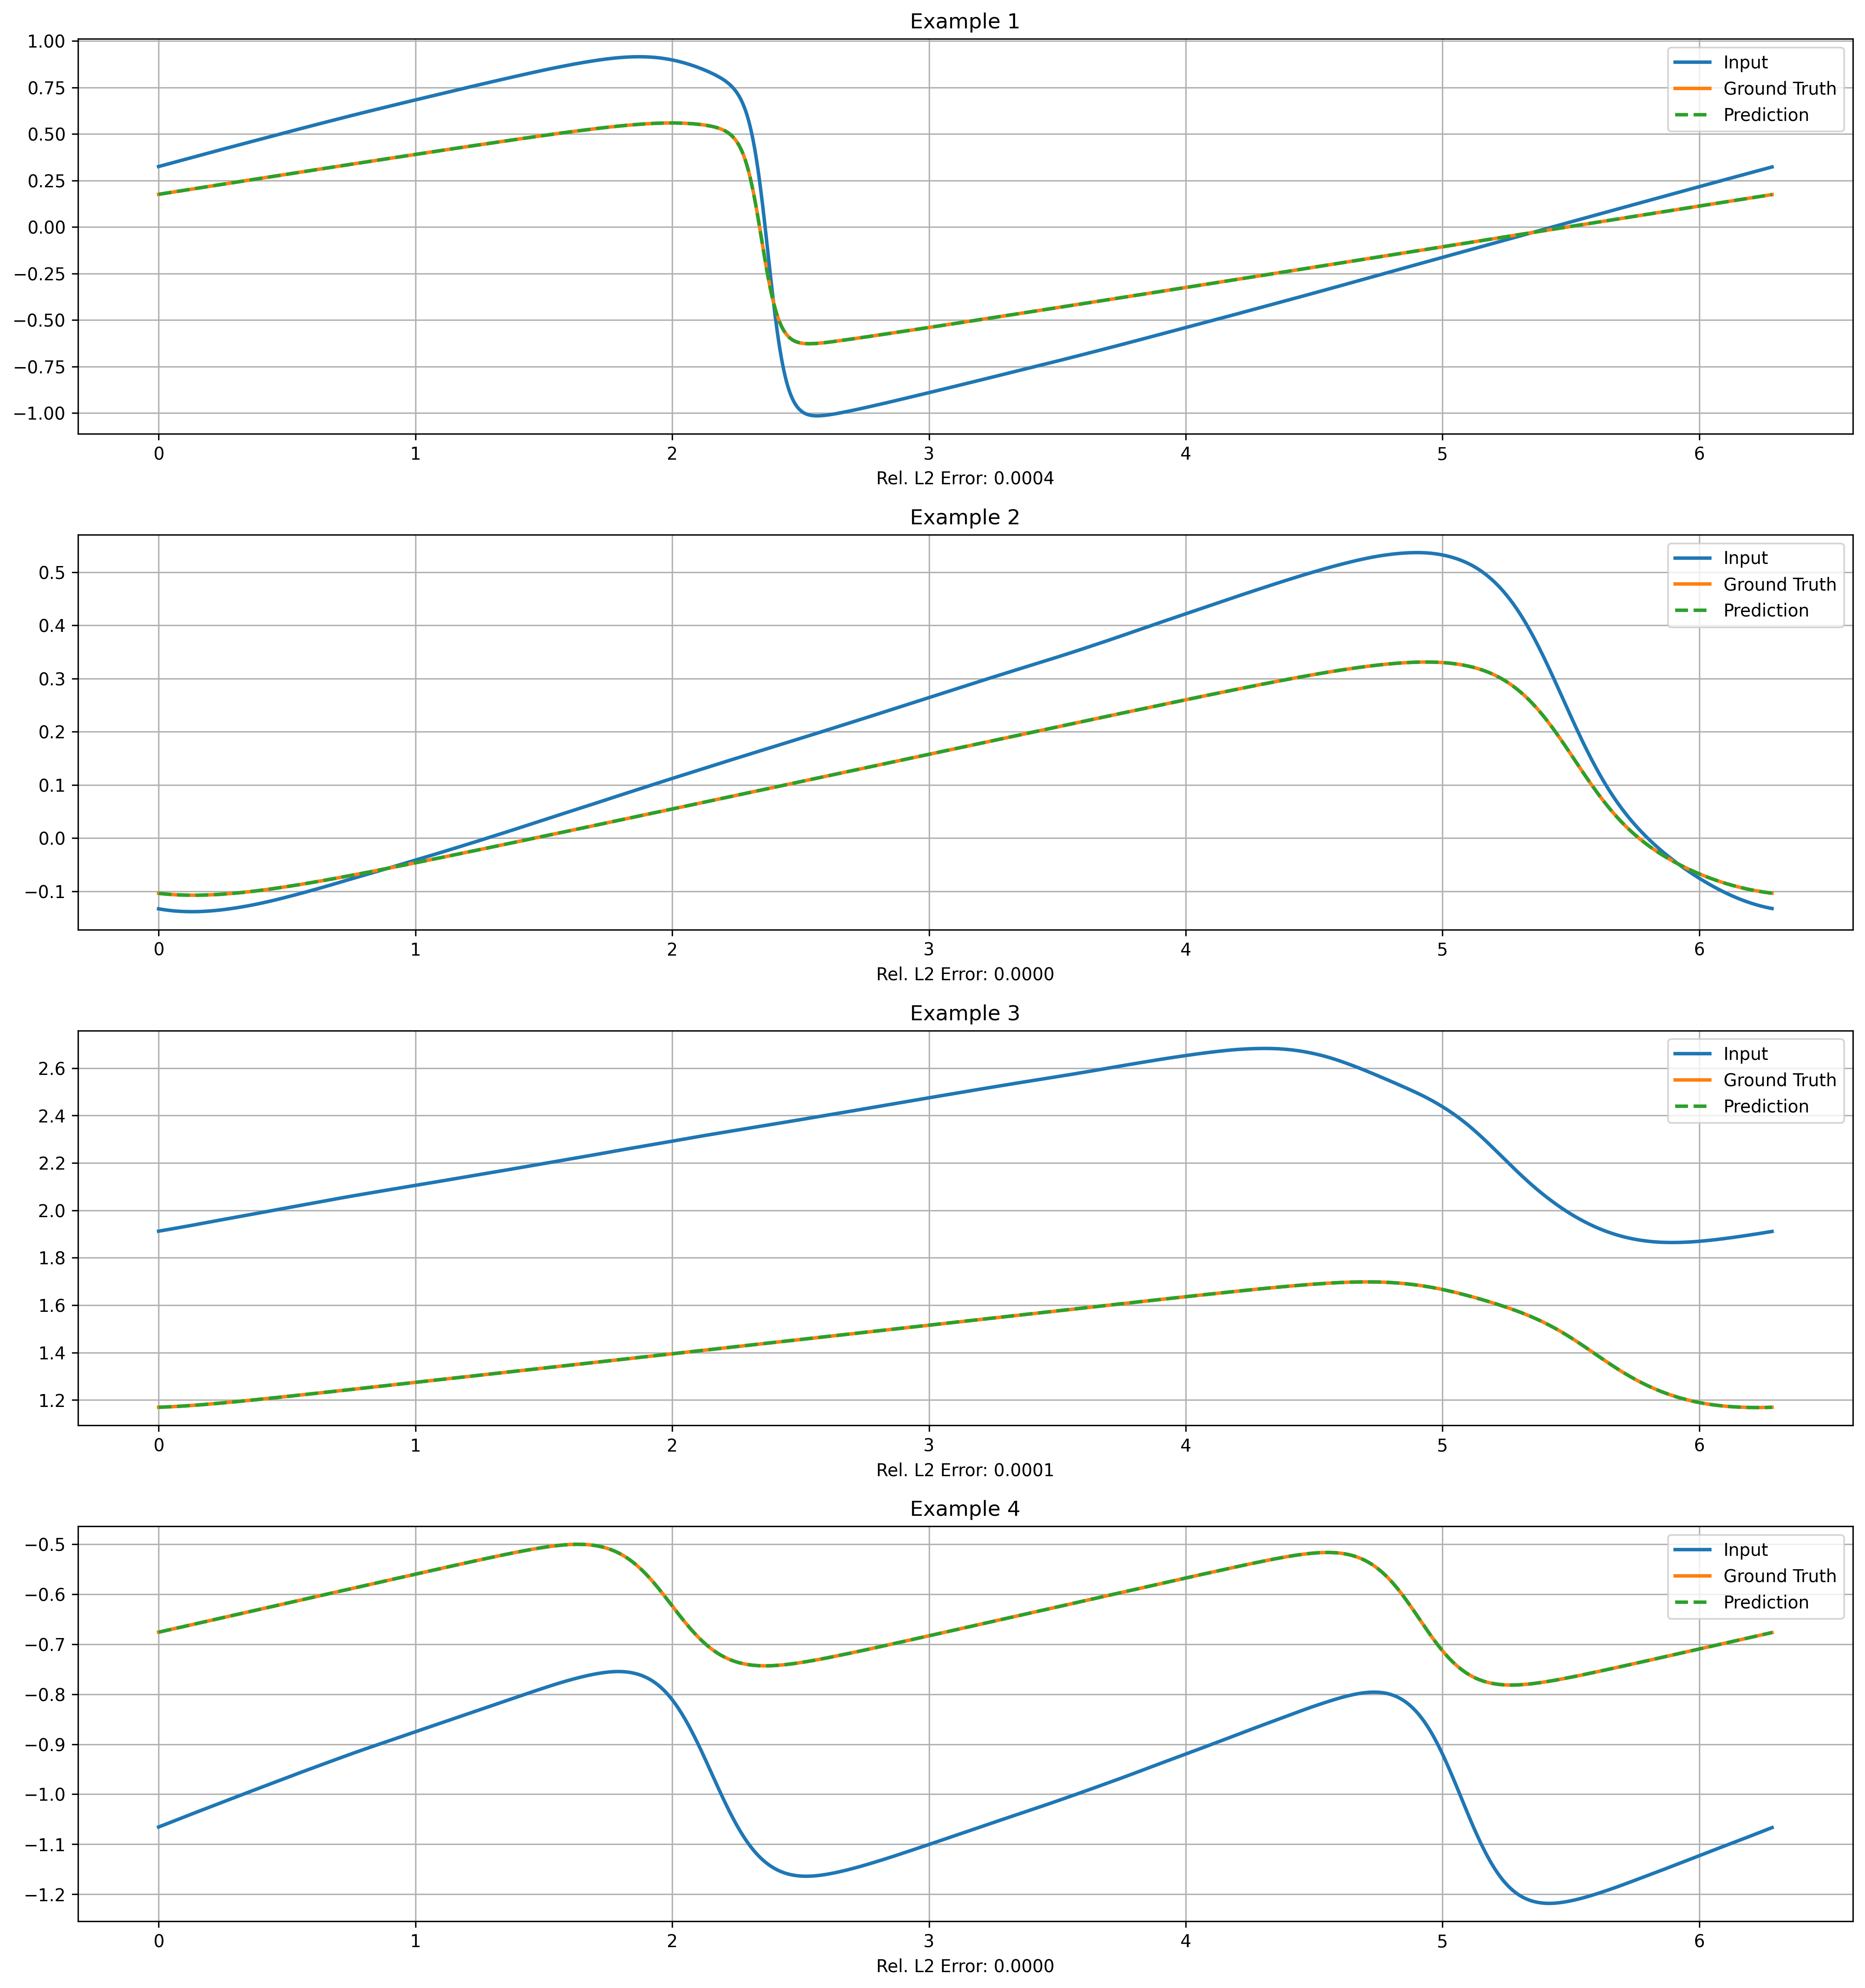 Example 1
1.00
0.75
0.50
0.25
0.00
−0.25
−0.50
−0.75
−1.00
Input
Ground Truth
Prediction
0 1 2 3 4 5 6
Rel. L2 Error: 0.0004
Example 2
0.5
0.4
0.3
0.2
0.1
0.0
−0.1
Input
Ground Truth
Prediction
0 1 2 3 4 5 6
Rel. L2 Error: 0.0000
Example 3
2.6
2.4
2.2
2.0
1.8
1.6
1.4
1.2
Input
Ground Truth
Prediction
0 1 2 3 4 5 6
Rel. L2 Error: 0.0001
Example 4
−0.5
−0.6
−0.7
−0.8
−0.9
−1.0
−1.1
−1.2
Input
Ground Truth
Prediction
0 1 2 3 4 5 6
Rel. L2 Error: 0.0000